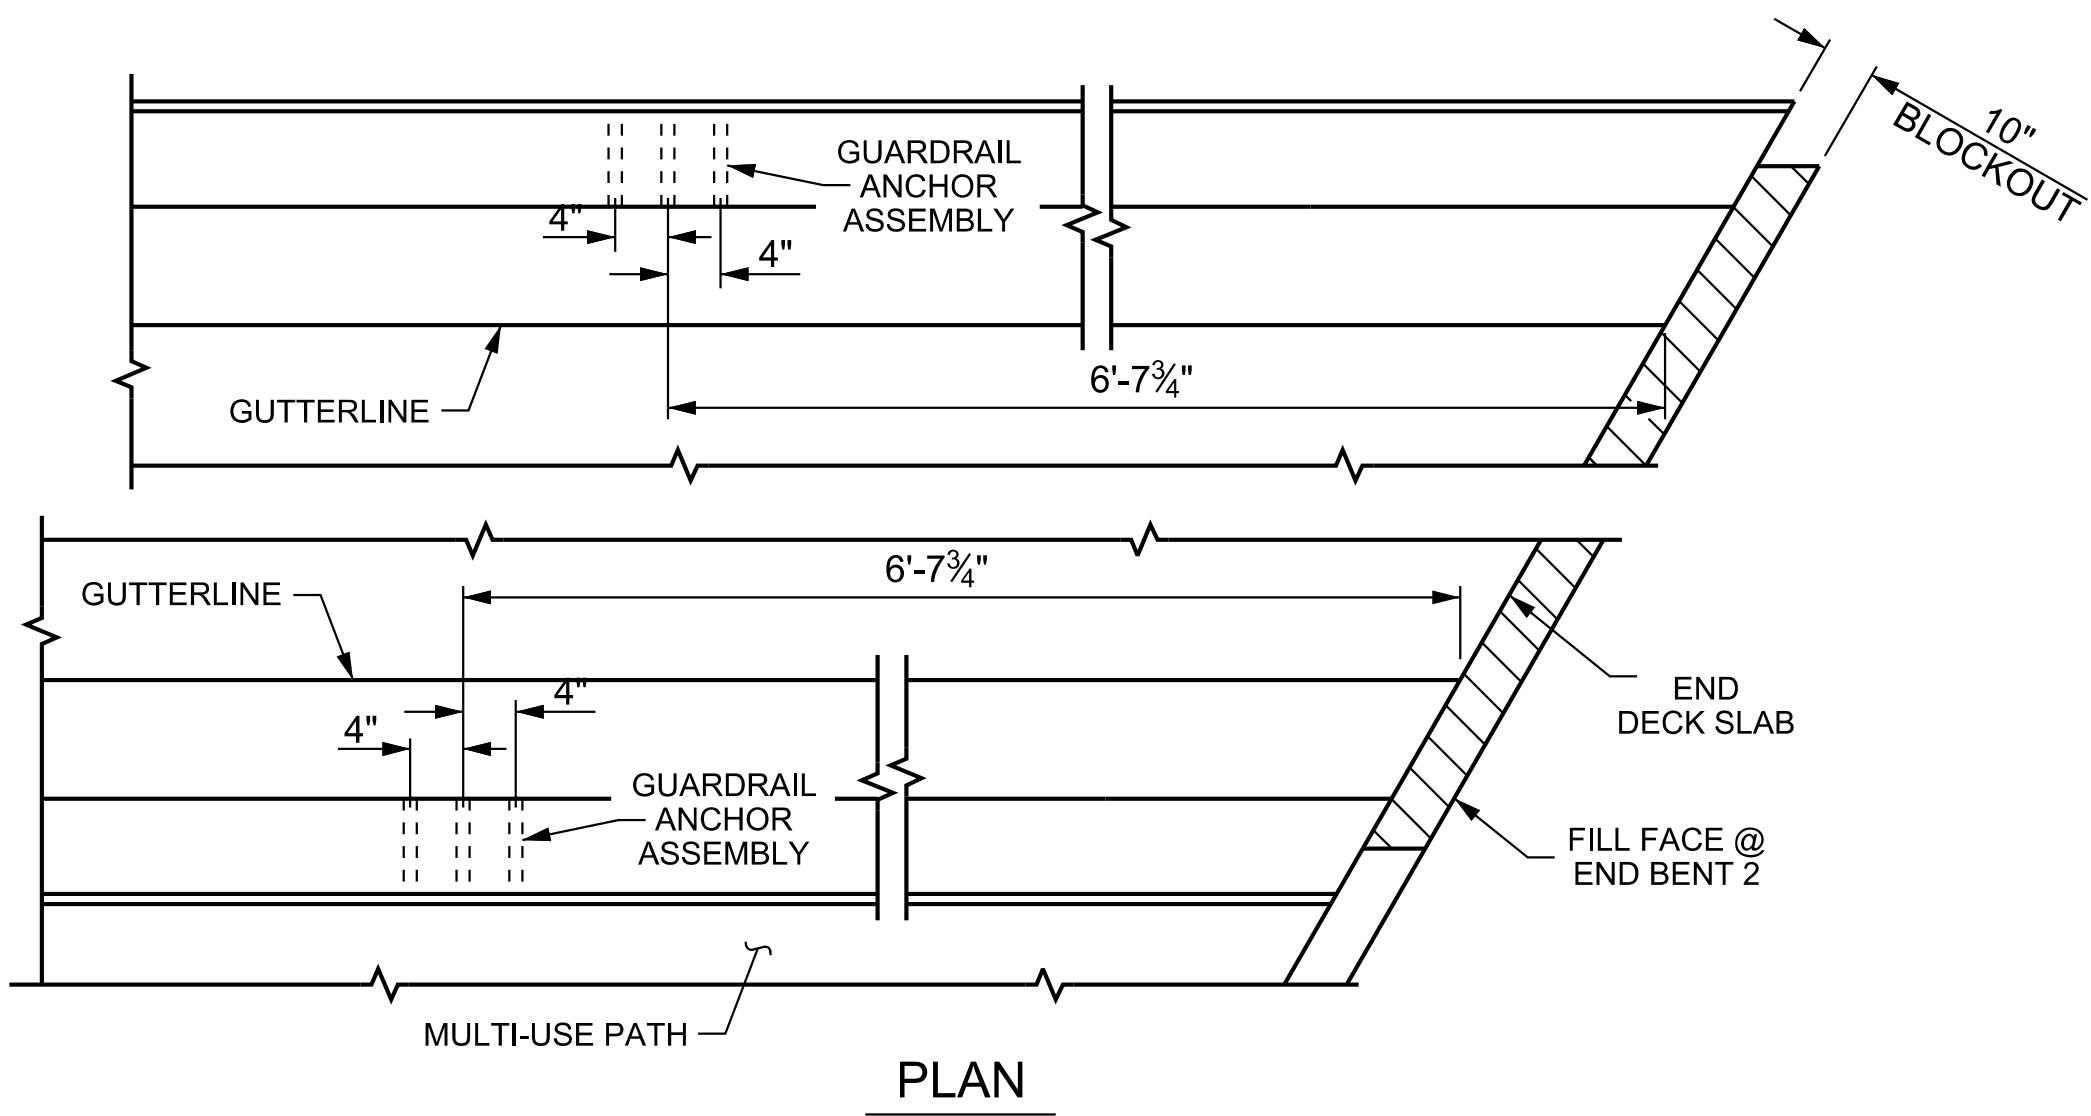 10"
BLOCKOUT
GUARDRAIL
ANCHOR
ASSEMBLY
4"
4"
6'-7¾"
GUTTERLINE
6'-7¾"
GUTTERLINE
4"
4"
END
DECK SLAB
GUARDRAIL
ANCHOR
ASSEMBLY
FILL FACE @
END BENT 2
MULTI-USE PATH
PLAN